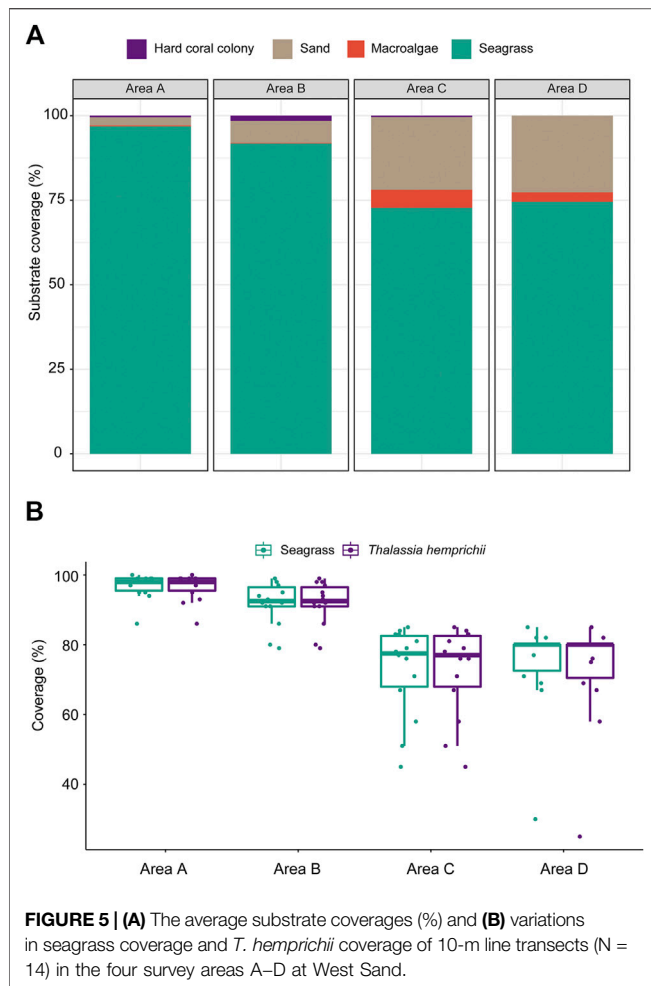 A
Hard coral colony Sand Macroalgae Seagrass
Area A Area B Area C Area D
Substrate coverage (%)
100
75
50
25
0
B
Seagrass Thalassia hemprichii
Coverage (%)
100
80
60
40
Area A Area B Area C Area D
FIGURE 5 | (A) The average substrate coverages (%) and (B) variations
in seagrass coverage and T. hemprichii coverage of 10-m line transects (N =
14) in the four survey areas A–D at West Sand.